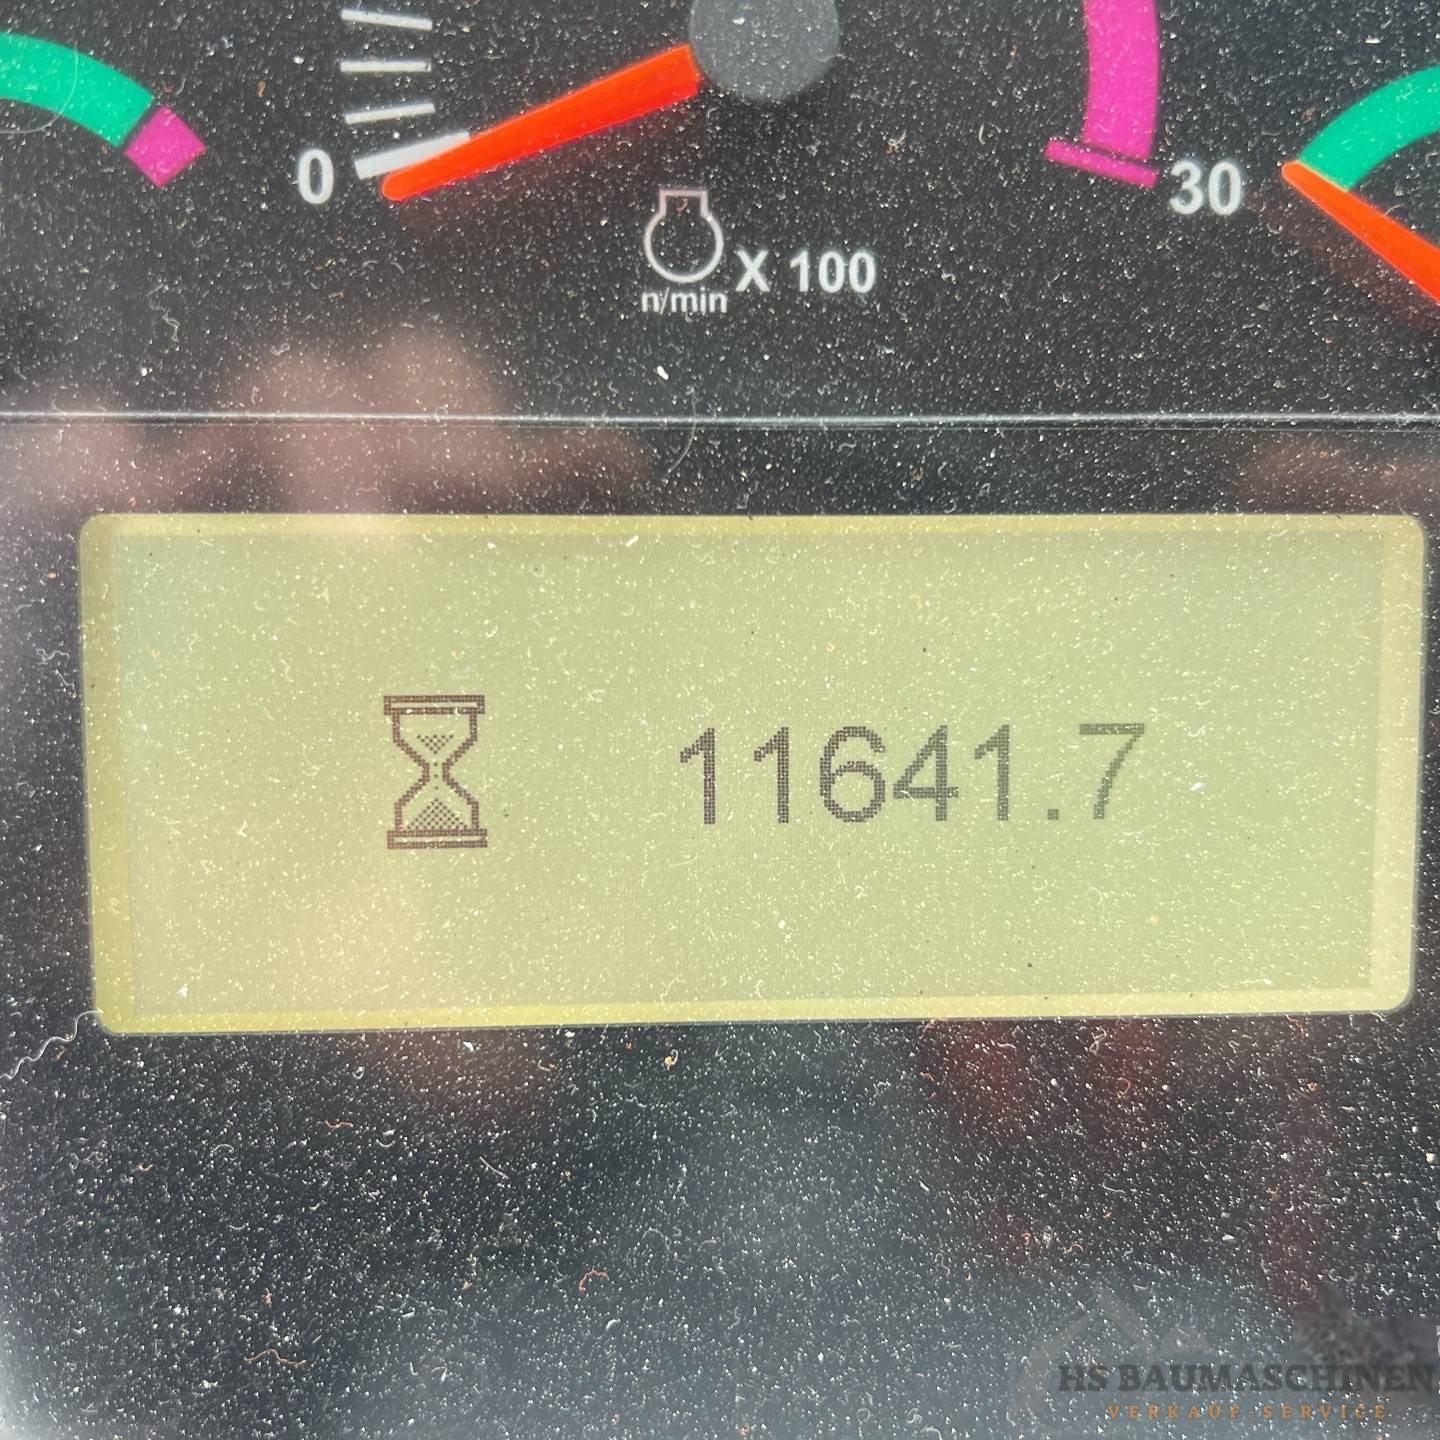 0
30
X 100
n/min
11641.7
HS BAUMASCHINEN
VERKAUF-SERVICE